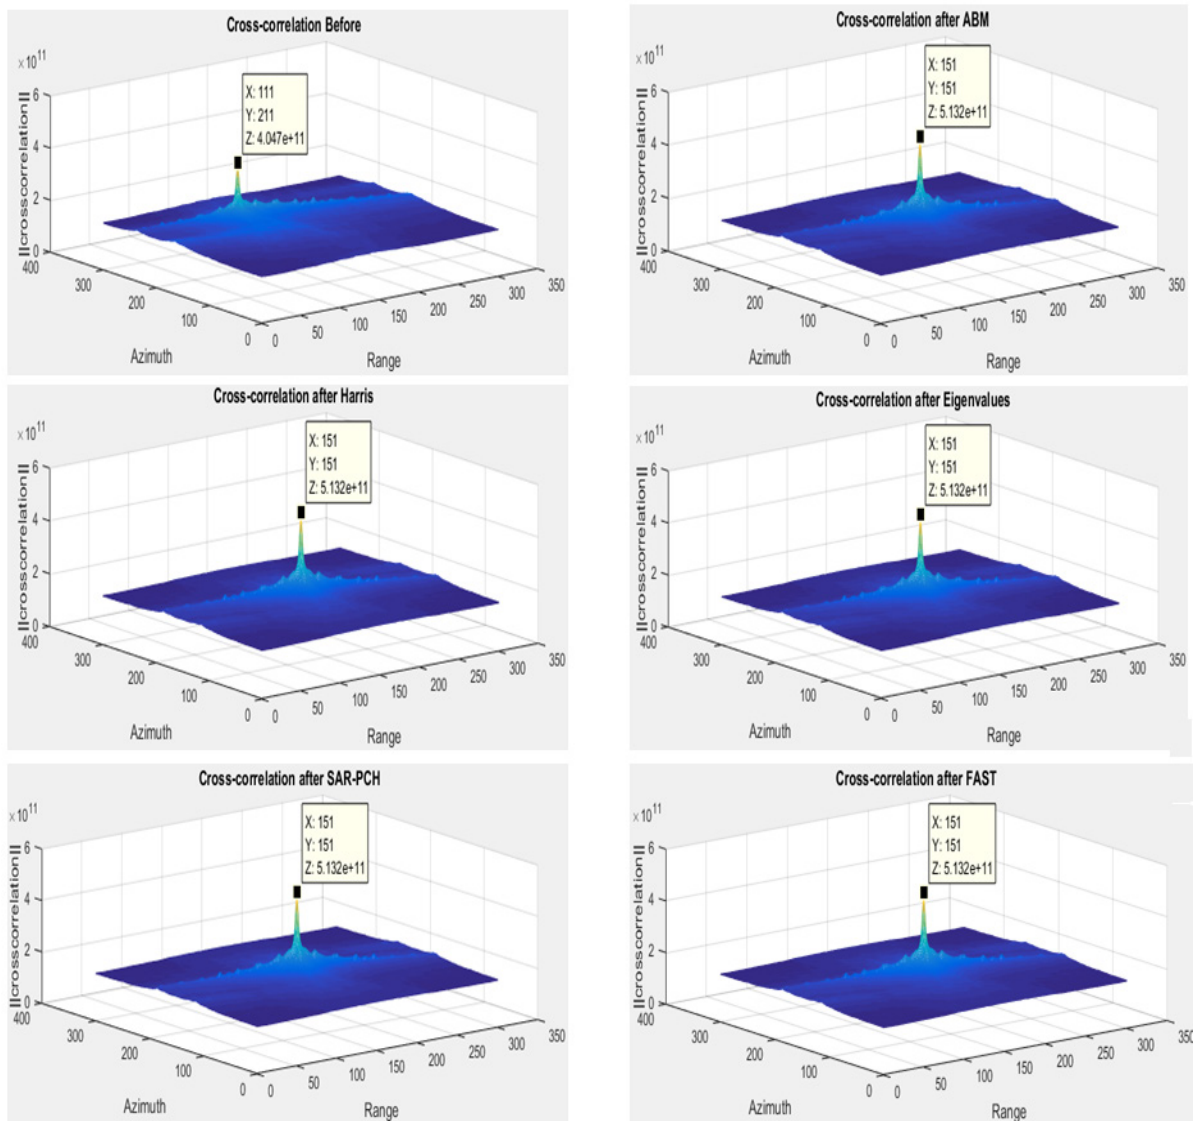 Cross-correlation Before
×10^11
X: 111
Y: 211
Z: 4.047e+11
||crosscorrelation||
6
4
2
0
400
300
200
100
0
0
50
100
150
200
250
300
350
Azimuth
Range
Cross-correlation after ABM
×10^11
X: 151
Y: 151
Z: 5.132e+11
||crosscorrelation||
6
4
2
0
400
300
200
100
0
0
50
100
150
200
250
300
350
Azimuth
Range
Cross-correlation after Harris
×10^11
X: 151
Y: 151
Z: 5.132e+11
||crosscorrelation||
6
4
2
0
400
300
200
100
0
0
50
100
150
200
250
300
350
Azimuth
Range
Cross-correlation after Eigenvalues
×10^11
X: 151
Y: 151
Z: 5.132e+11
||crosscorrelation||
6
4
2
0
400
300
200
100
0
0
50
100
150
200
250
300
350
Azimuth
Range
Cross-correlation after SAR-PCH
×10^11
X: 151
Y: 151
Z: 5.132e+11
||crosscorrelation||
6
4
2
0
400
300
200
100
0
0
50
100
150
200
250
300
350
Azimuth
Range
Cross-correlation after FAST
×10^11
X: 151
Y: 151
Z: 5.132e+11
||crosscorrelation||
6
4
2
0
400
300
200
100
0
0
50
100
150
200
250
300
350
Azimuth
Range